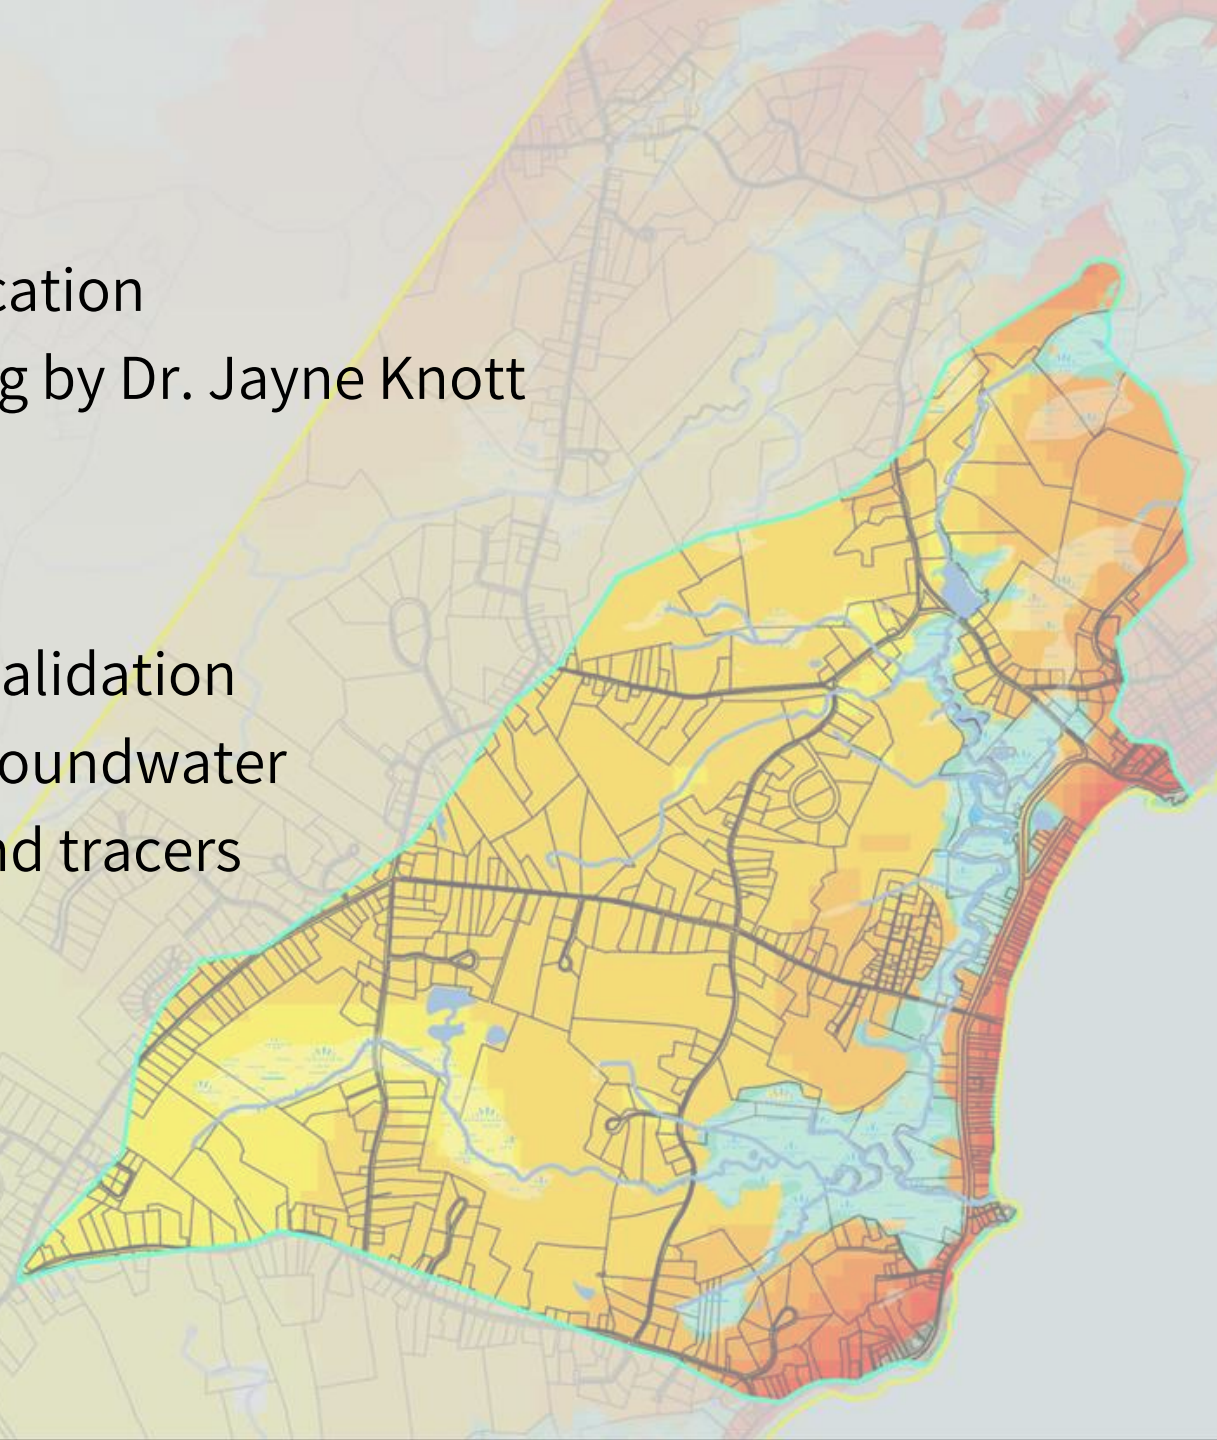 cation
g by Dr. Jayne Knott
alidation
oundwater
nd tracers